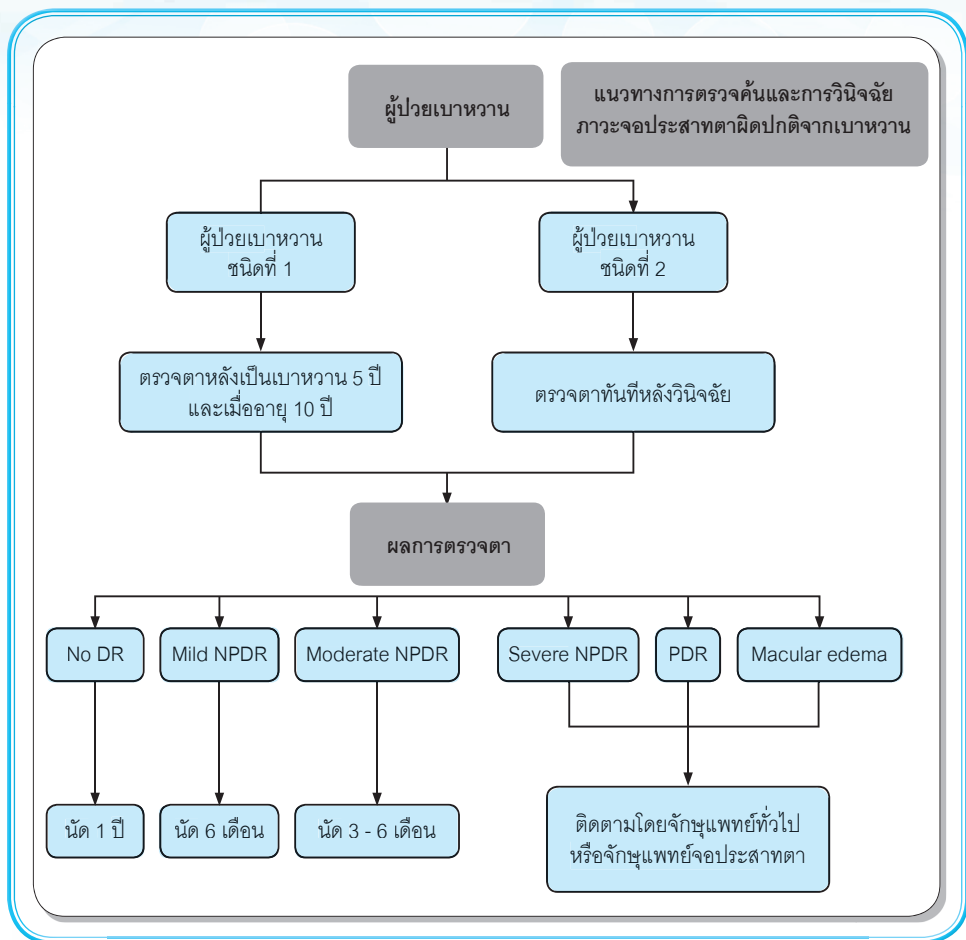 ผู้ป่วยเบาหวาน
แนวทางการตรวจค้นและการวินิจฉัย
ภาวะจอประสาทตาผิดปกติจากเบาหวาน
ผู้ป่วยเบาหวาน
ชนิดที่ 1
ผู้ป่วยเบาหวาน
ชนิดที่ 2
ตรวจตาหลังเป็นเบาหวาน 5 ปี
และเมื่ออายุ 10 ปี
ตรวจตาทันทีหลังวินิจฉัย
ผลการตรวจตา
No DR
Mild NPDR
Moderate NPDR
Severe NPDR
PDR
Macular edema
นัด 1 ปี
นัด 6 เดือน
นัด 3 - 6 เดือน
ติดตามโดยจักษุแพทย์ทั่วไป
หรือจักษุแพทย์จอประสาทตา